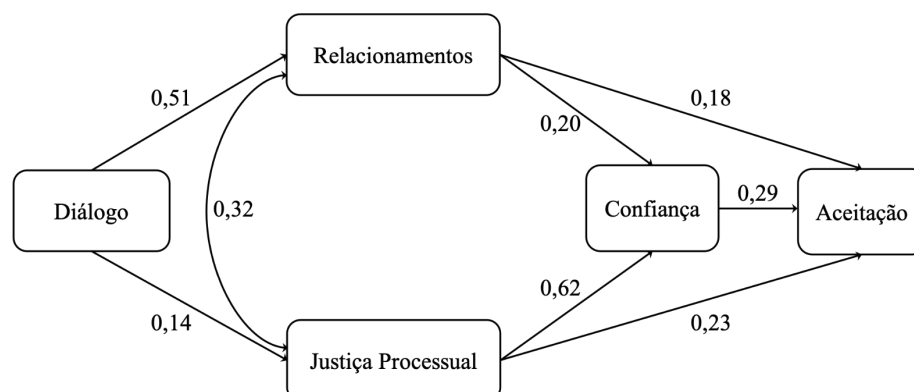 Relacionamentos
0,51
0,18
0,20
Diálogo
0,32
Confiança
0,29
Aceitação
0,14
0,62
0,23
Justiça Processual